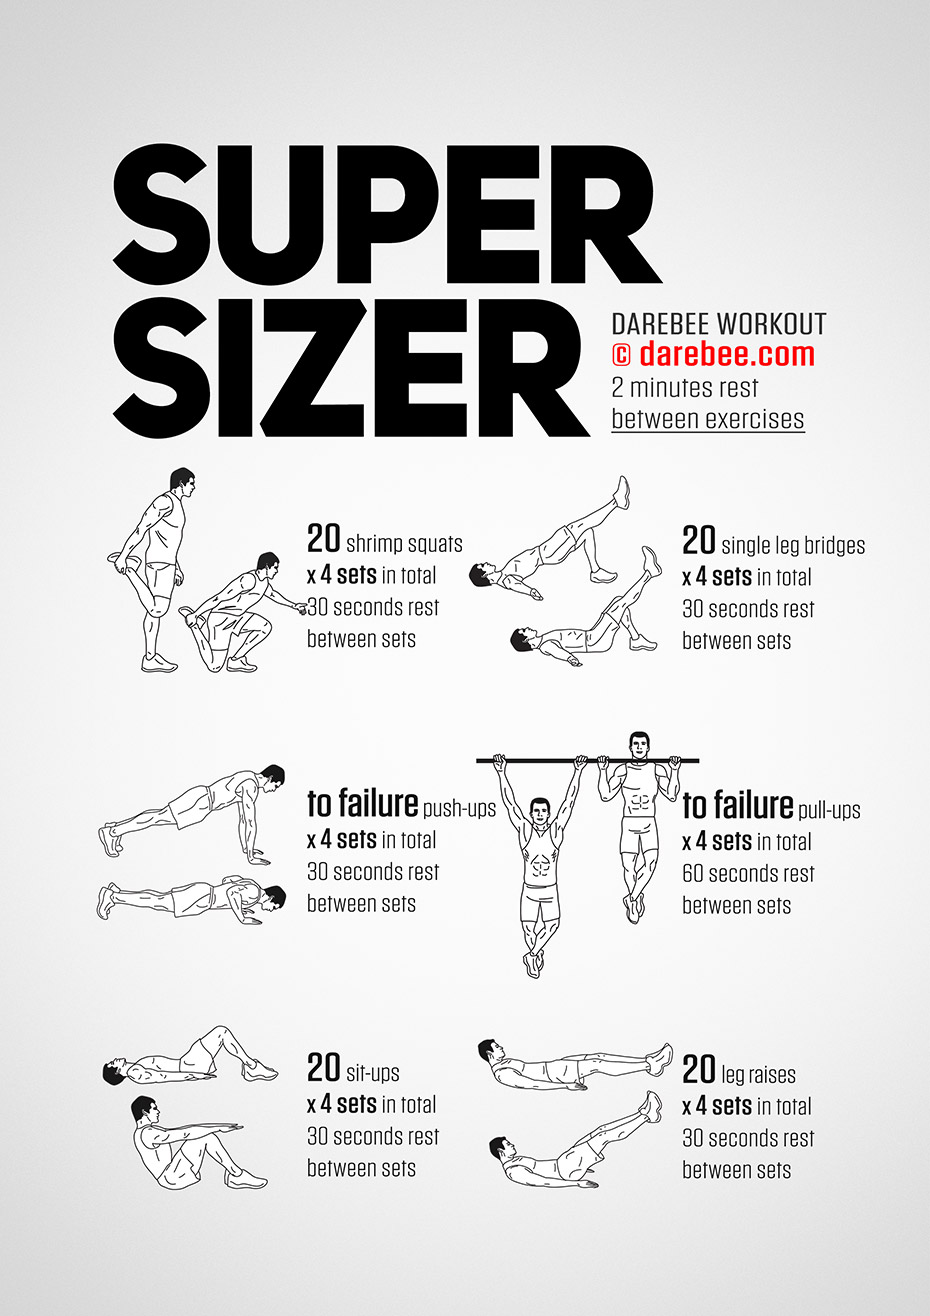 SUPER
SIZER
DAREBEE WORKOUT
© darebee.com
2 minutes rest
between exercises
20 shrimp squats
x 4 sets in total
30 seconds rest
between sets
20 single leg bridges
x 4 sets in total
30 seconds rest
between sets
to failure push-ups
x 4 sets in total
30 seconds rest
between sets
to failure pull-ups
x 4 sets in total
60 seconds rest
between sets
20 sit-ups
x 4 sets in total
30 seconds rest
between sets
20 leg raises
x 4 sets in total
30 seconds rest
between sets